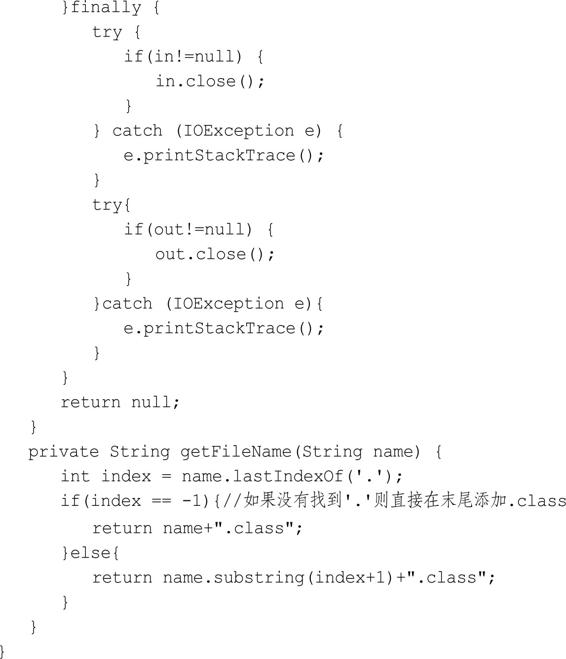 }finally {
try {
if(in!=null) {
in.close();
}
} catch (IOException e) {
e.printStackTrace();
}
try{
if(out!=null) {
out.close();
}
}catch (IOException e){
e.printStackTrace();
}
}
return null;
}
private String getFileName(String name) {
int index = name.lastIndexOf('.');
if(index == -1){//如果没有找到'.'则直接在末尾添加.class
return name+".class";
}else{
return name.substring(index+1)+".class";
}
}
}